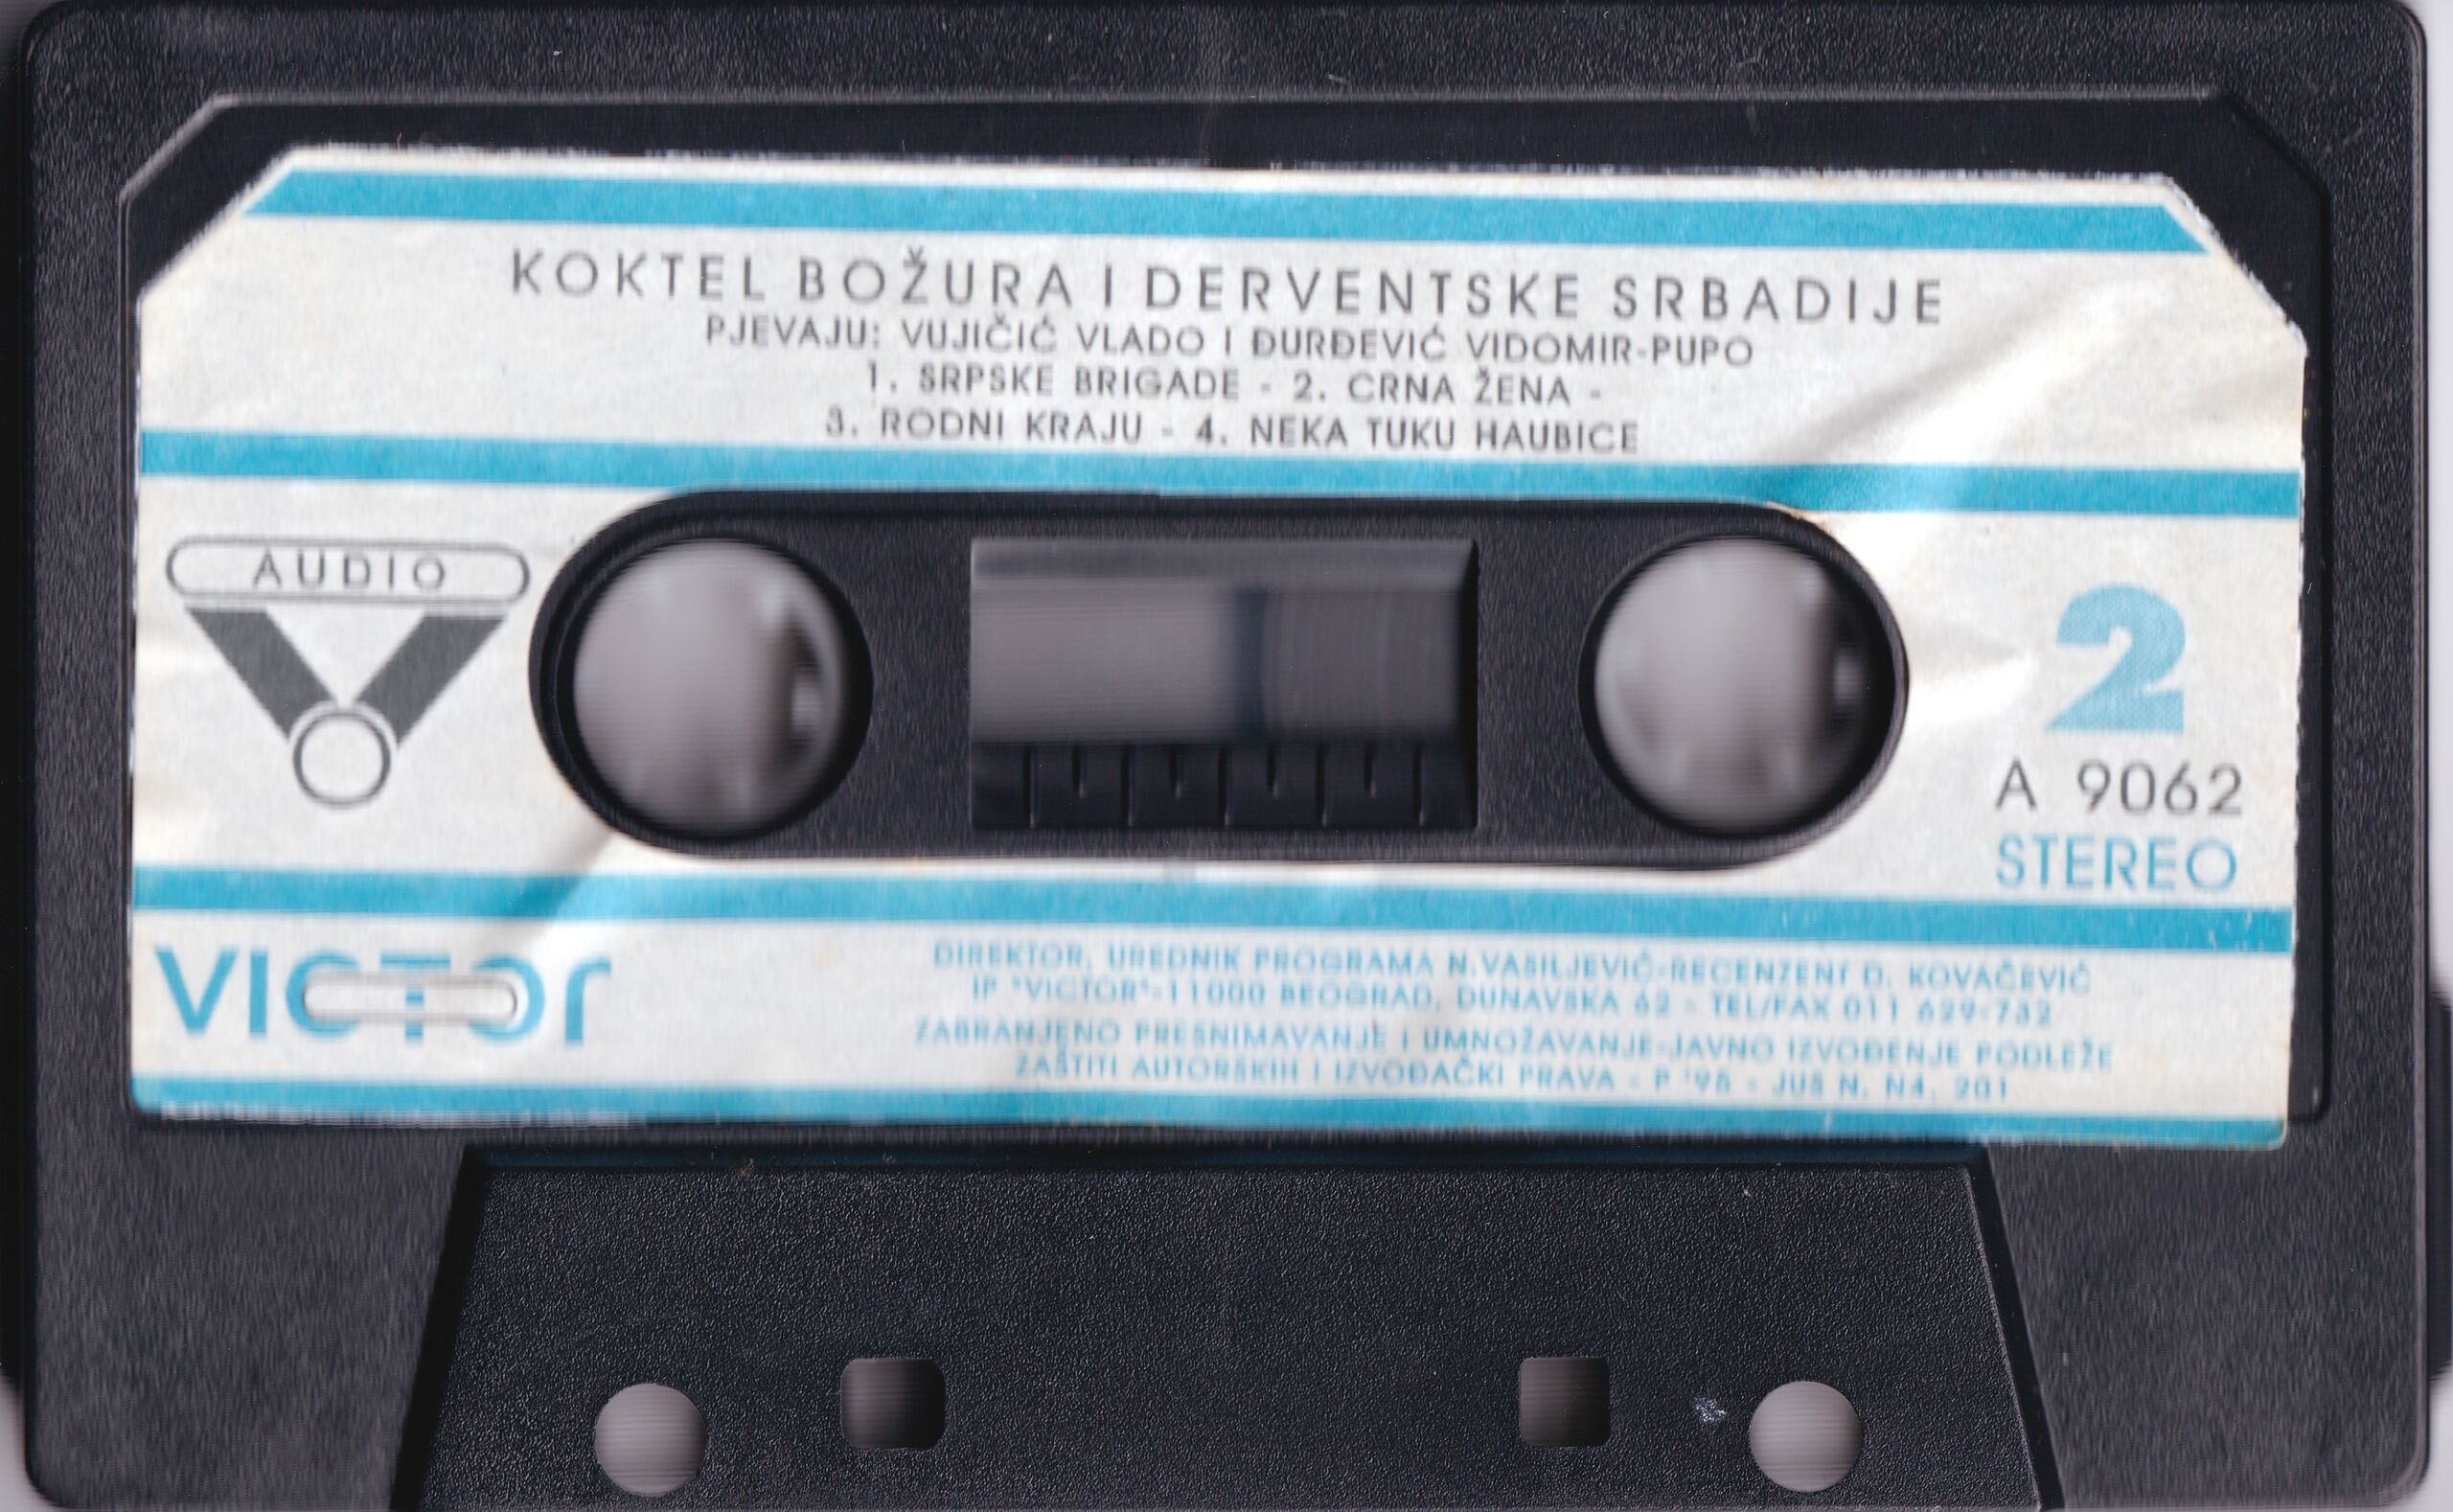 KOKTEL BOŽURA I DERVENTSKE SRBADIJE
PJEVAJU: VUJIČIĆ VLADO I ĐURĐEVIĆ VIDOMIR-PUPO
1. SRPSKE BRIGADE - 2. CRNA ŽENA -
3. RODNI KRAJU - 4. NEKA TUKU HAUBICE
AUDIO
2
A 9062
STEREO
VICTOR
DIREKTOR, UREDNIK PROGRAMA N.VASILJEVIĆ-RECENZENT D. KOVAČEVIĆ
IP "VICTOR"-11000 BEOGRAD, DUNAVSKA 62 - TEL/FAX 011 629-732
ZABRANJENO PRESNIMAVANJE I UMNOŽAVANJE-JAVNO IZVOĐENJE PODLEŽE
ZAŠTITI AUTORSKIH I IZVOĐAČKI PRAVA - P '95 - JUS N. N4. 201